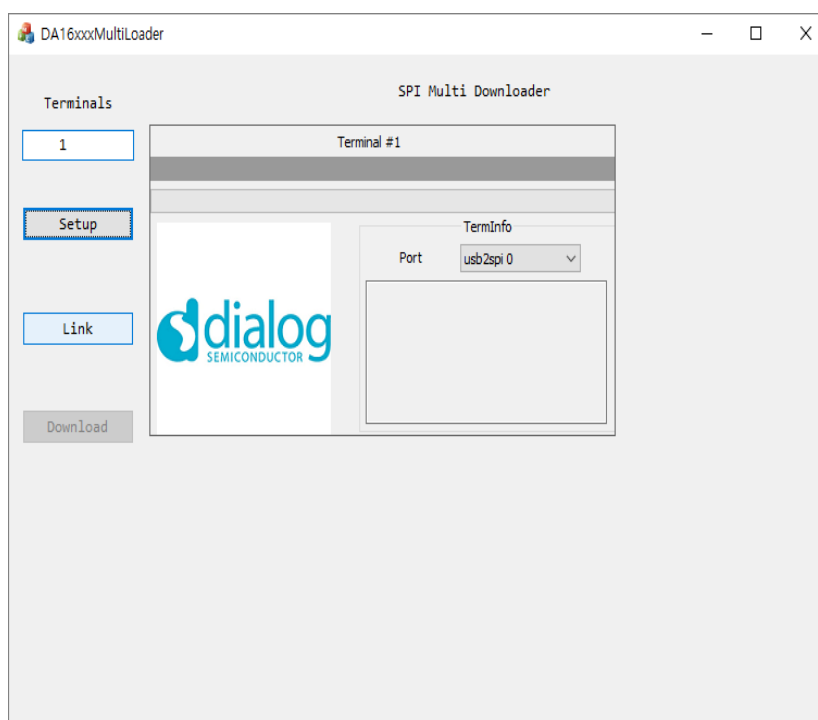 DA16xxxMultiLoader
SPI Multi Downloader
Terminals
1
Terminal #1
Setup
TermInfo
Port
usb2spi 0
Link
dialog
SEMICONDUCTOR
Download